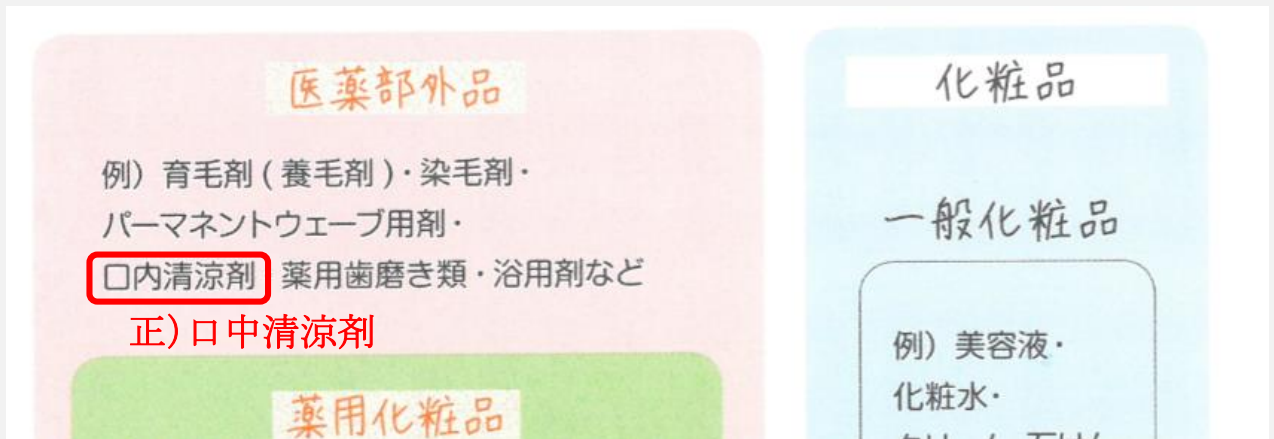 医薬部外品
例）育毛剤(養毛剤)・染毛剤・
パーマネントウェーブ用剤・
口内清涼剤 薬用歯磨き類・浴用剤など
正)口中清涼剤
薬用化粧品
化粧品
一般化粧品
例）美容液・
化粧水・